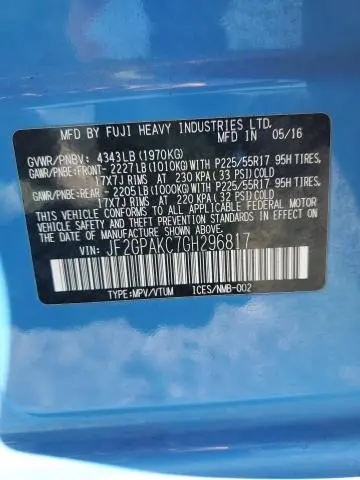 MFD. BY FUJI HEAVY INDUSTRIES LTD.
MFD IN 05/16
GVWR/PNBV: 4343LB (1970KG)
GAWR/PNBE:FRONT- 2227LB (1010KG)WITH P225/55R17 95H TIRES,
17X7J RIMS, AT 230 KPA (33 PSI) COLD
GAWR/PNBE:REAR - 2205LB (1000KG)WITH P225/55R17 95H TIRES,
17X7J RIMS, AT 220 KPA (32 PSI) COLD
THIS VEHICLE CONFORMS TO ALL APPLICABLE U.S.
FEDERAL MOTOR VEHICLE SAFETY STANDARDS IN
EFFECT ON THE DATE OF MANUFACTURE SHOWN ABOVE.
VIN: JF2GPAKC7GH296817
TYPE:MPV/VTUM ICES/NMB-002